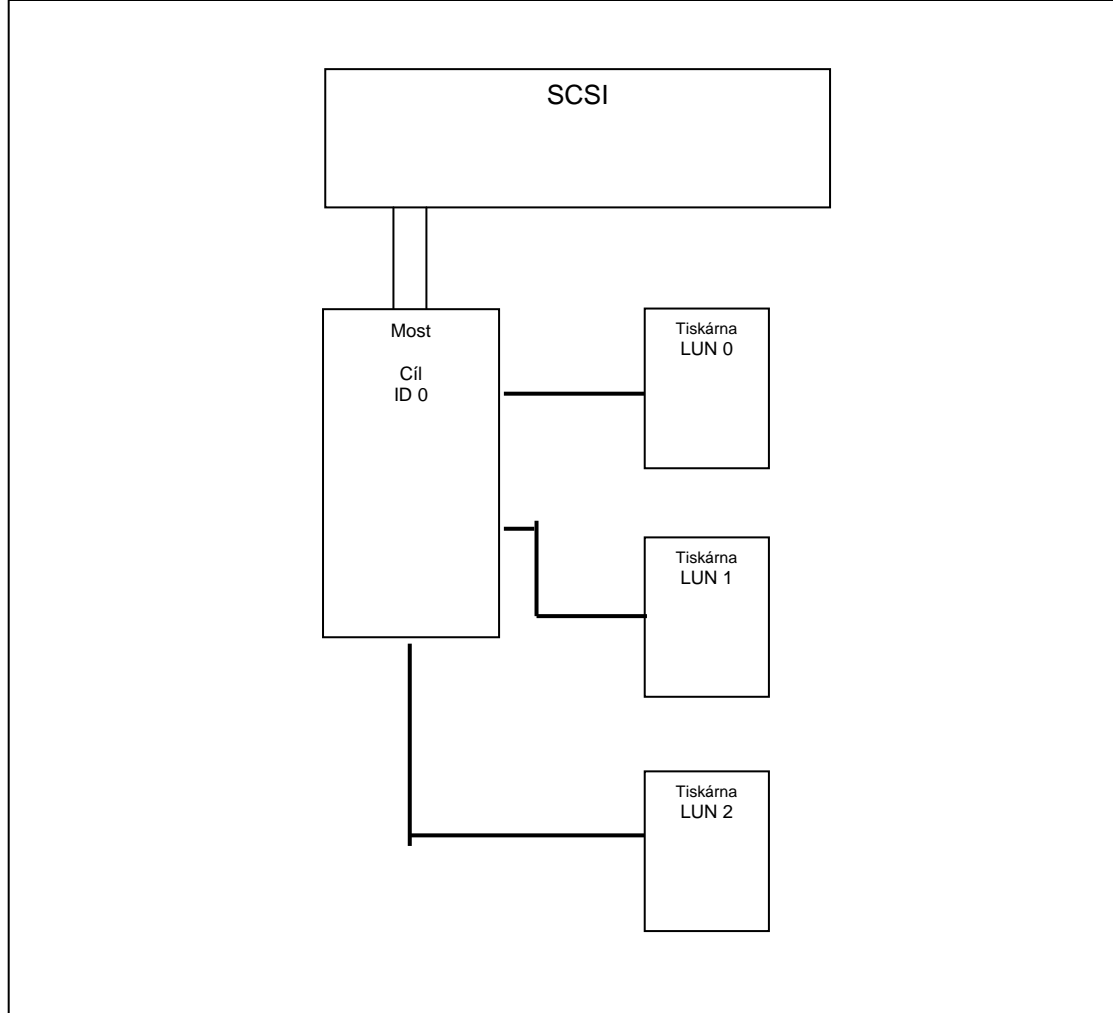 SCSI
Most
Cíl
ID 0
Tiskárna
LUN 0
Tiskárna
LUN 1
Tiskárna
LUN 2